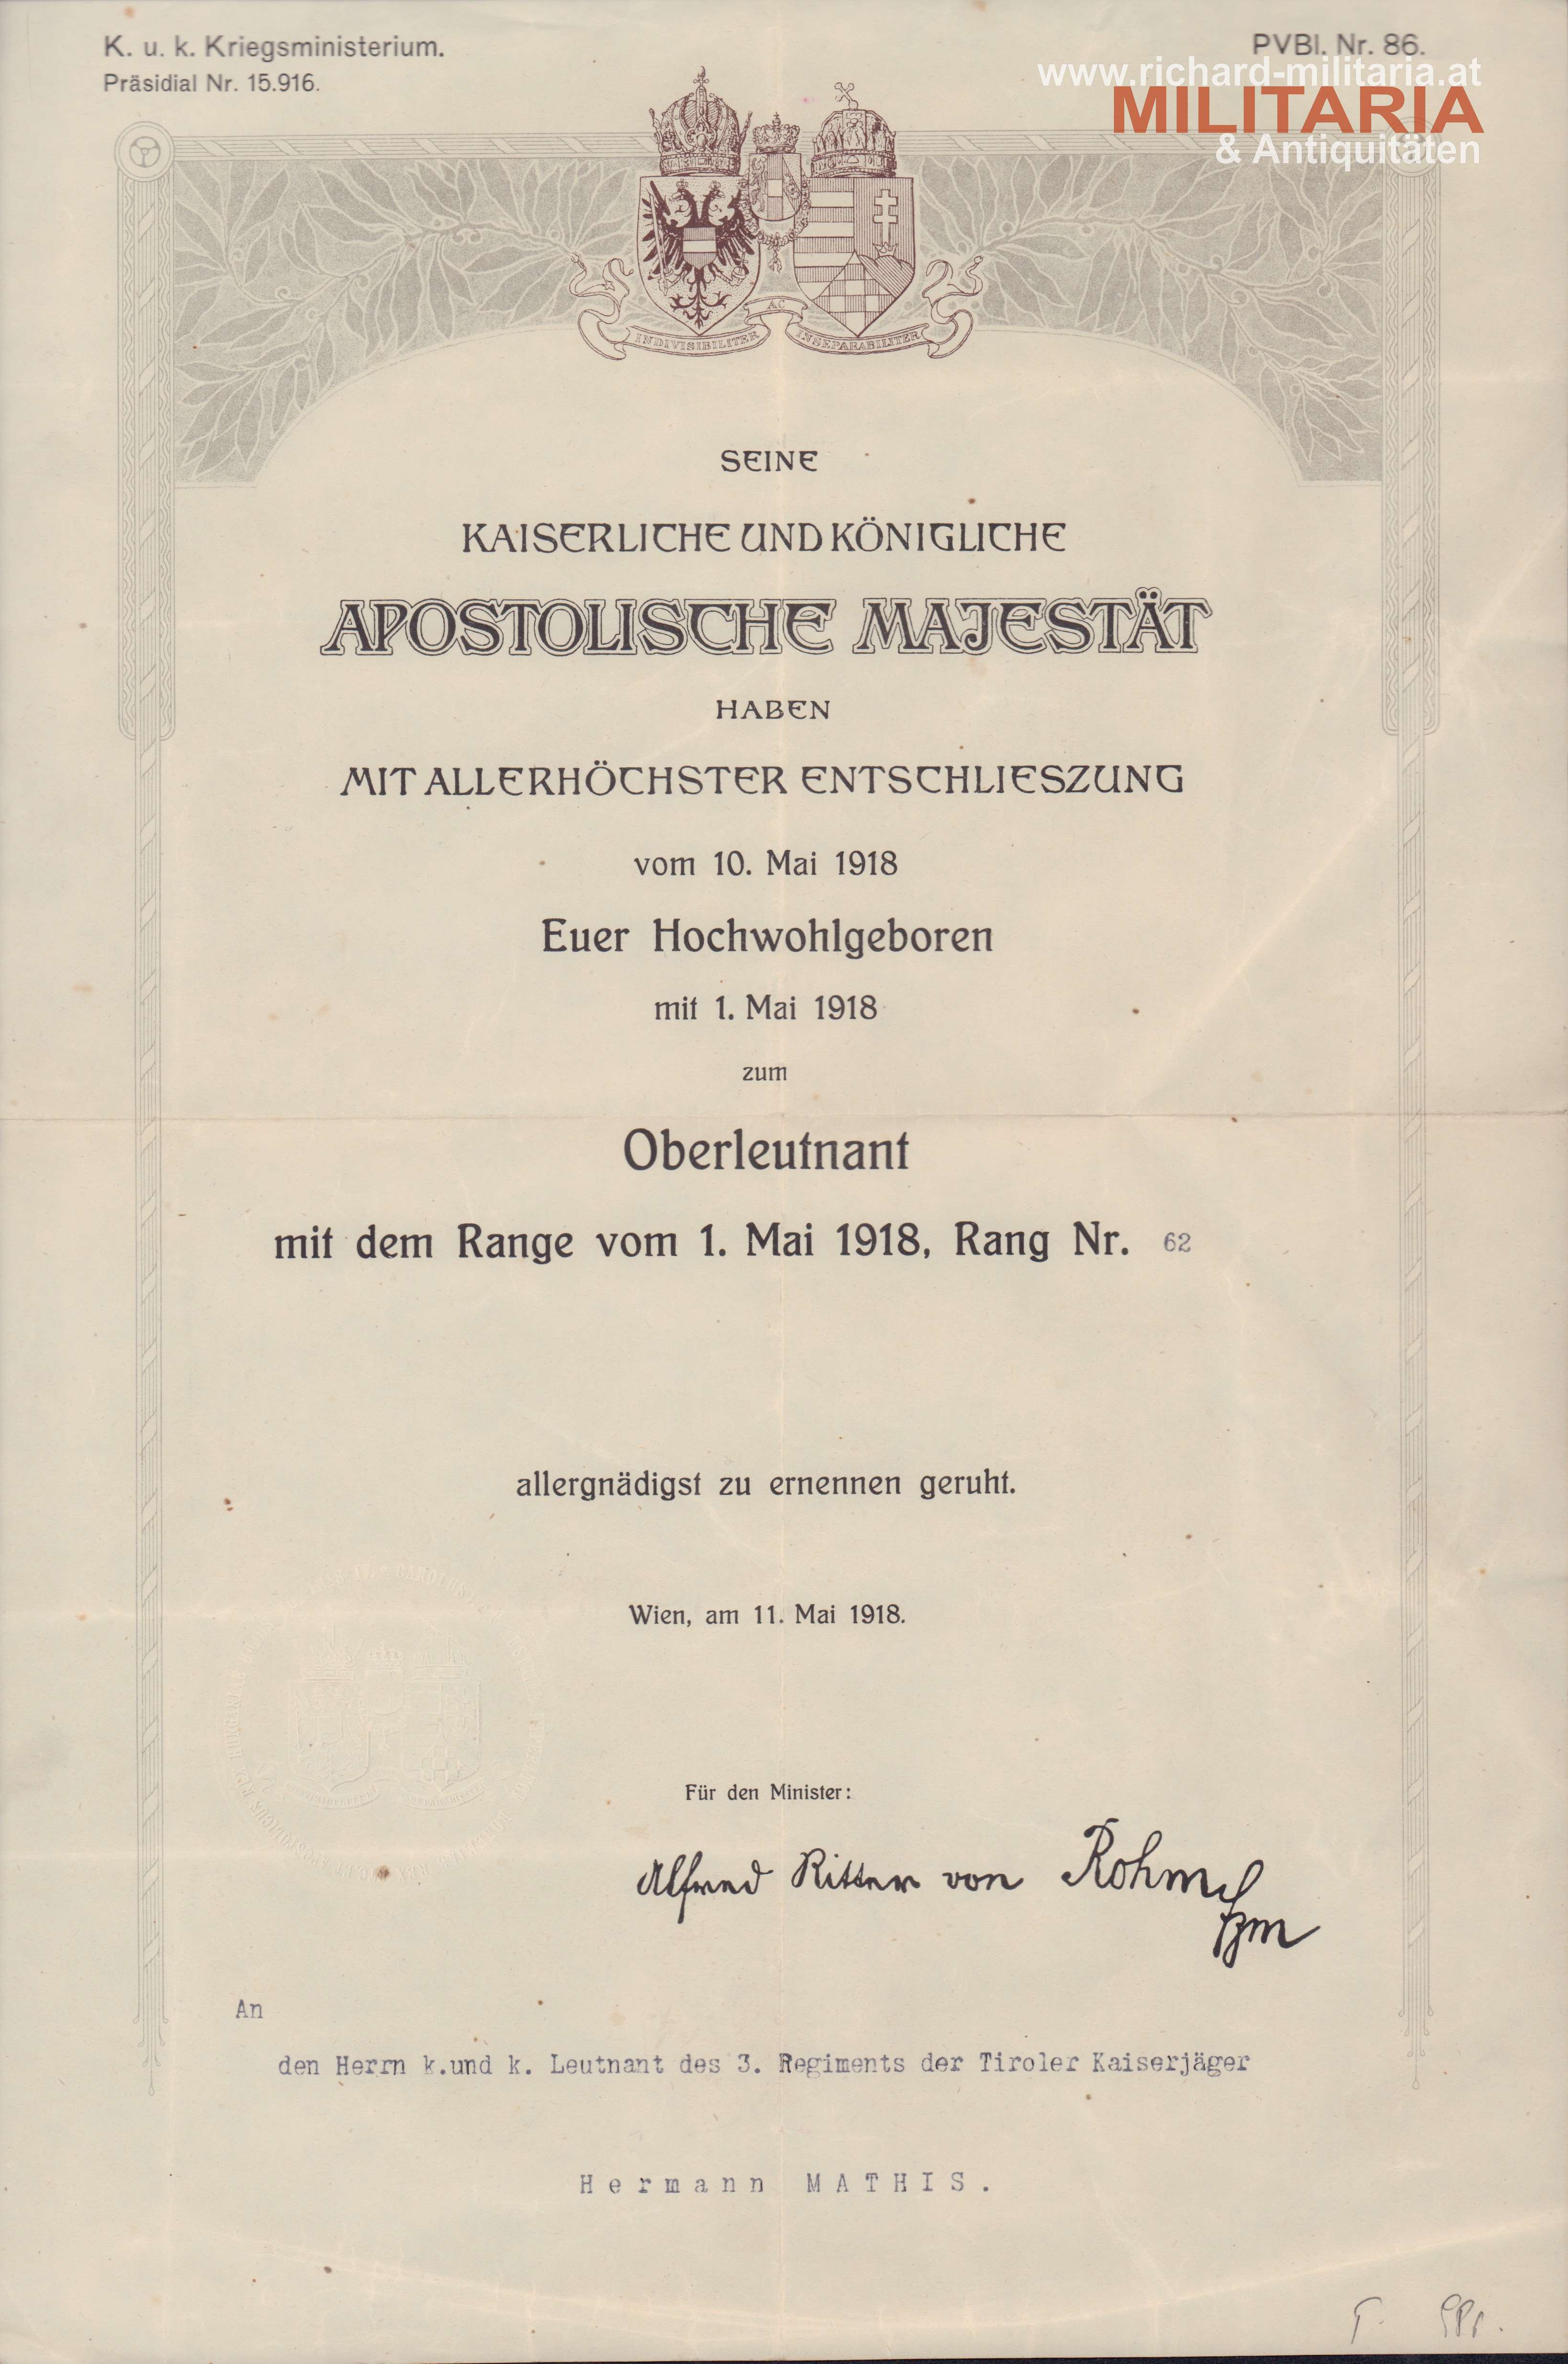 K. u. k. Kriegsministerium.
PVBl. Nr. 86.
Präsidial Nr. 15.916.
www.richard-militaria.at
MILITARIA
& Antiquitäten
INDIVISIBILITER AC INSEPARABILITER
SEINE
KAISERLICHE UND KÖNIGLICHE
APOSTOLISCHE MAJESTÄT
HABEN
MIT ALLERHÖCHSTER ENTSCHLIESZUNG
vom 10. Mai 1918
Euer Hochwohlgeboren
mit 1. Mai 1918
zum
Oberleutnant
mit dem Range vom 1. Mai 1918, Rang Nr. 62
allergnädigst zu ernennen geruht.
Wien, am 11. Mai 1918.
Für den Minister:
Alfred Ritter von Rohm
fzm
An
den Herrn k.und k. Leutnant des 3. Regiments der Tiroler Kaiserjäger
Hermann MATHIS.